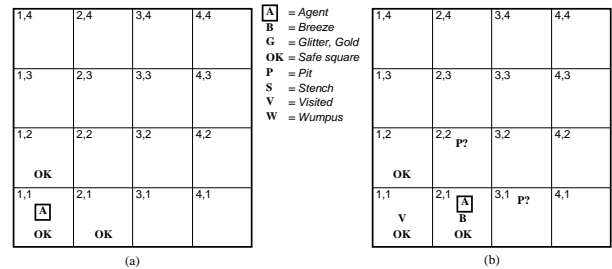 1,4 2,4 3,4 4,4
1,3 2,3 3,3 4,3
1,2 2,2 3,2 4,2
OK
1,1 2,1 3,1 4,1
A
OK OK
(a)
A = Agent
B = Breeze
G = Glitter, Gold
OK = Safe square
P = Pit
S = Stench
V = Visited
W = Wumpus
1,4 2,4 3,4 4,4
1,3 2,3 3,3 4,3
1,2 2,2 3,2 4,2
P?
OK
1,1 2,1 3,1 4,1
A P?
V B
OK OK
(b)